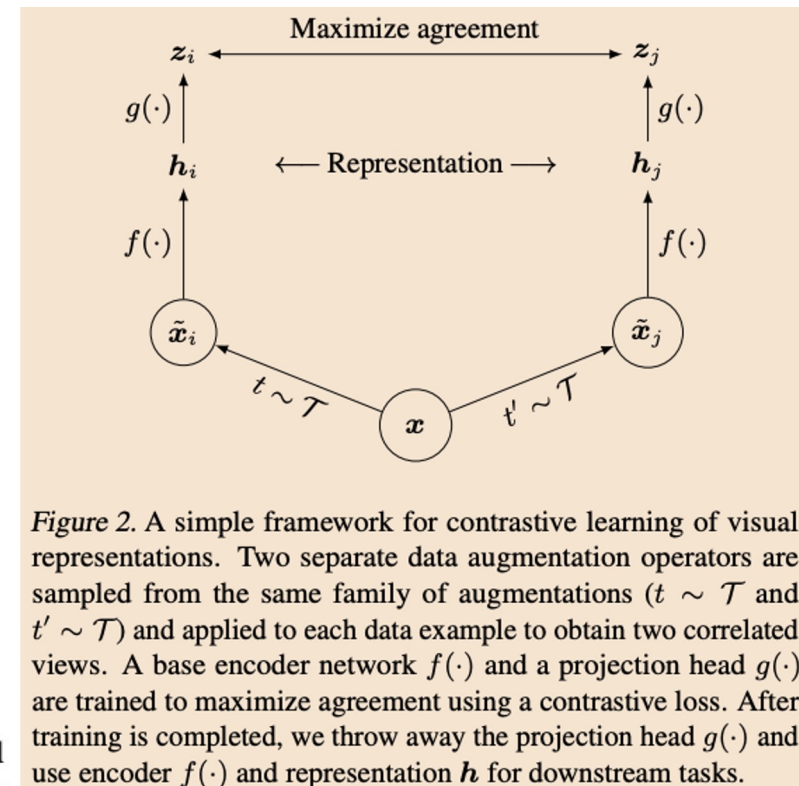 Maximize agreement
z_i z_j
g(·) g(·)
h_i ← Representation → h_j
f(·) f(·)
x̃_i x̃_j
t ∼ 𝒯 t′ ∼ 𝒯
x
Figure 2. A simple framework for contrastive learning of visual
representations. Two separate data augmentation operators are
sampled from the same family of augmentations (t ∼ 𝒯 and
t′ ∼ 𝒯) and applied to each data example to obtain two correlated
views. A base encoder network f(·) and a projection head g(·)
are trained to maximize agreement using a contrastive loss. After
training is completed, we throw away the projection head g(·) and
use encoder f(·) and representation h for downstream tasks.